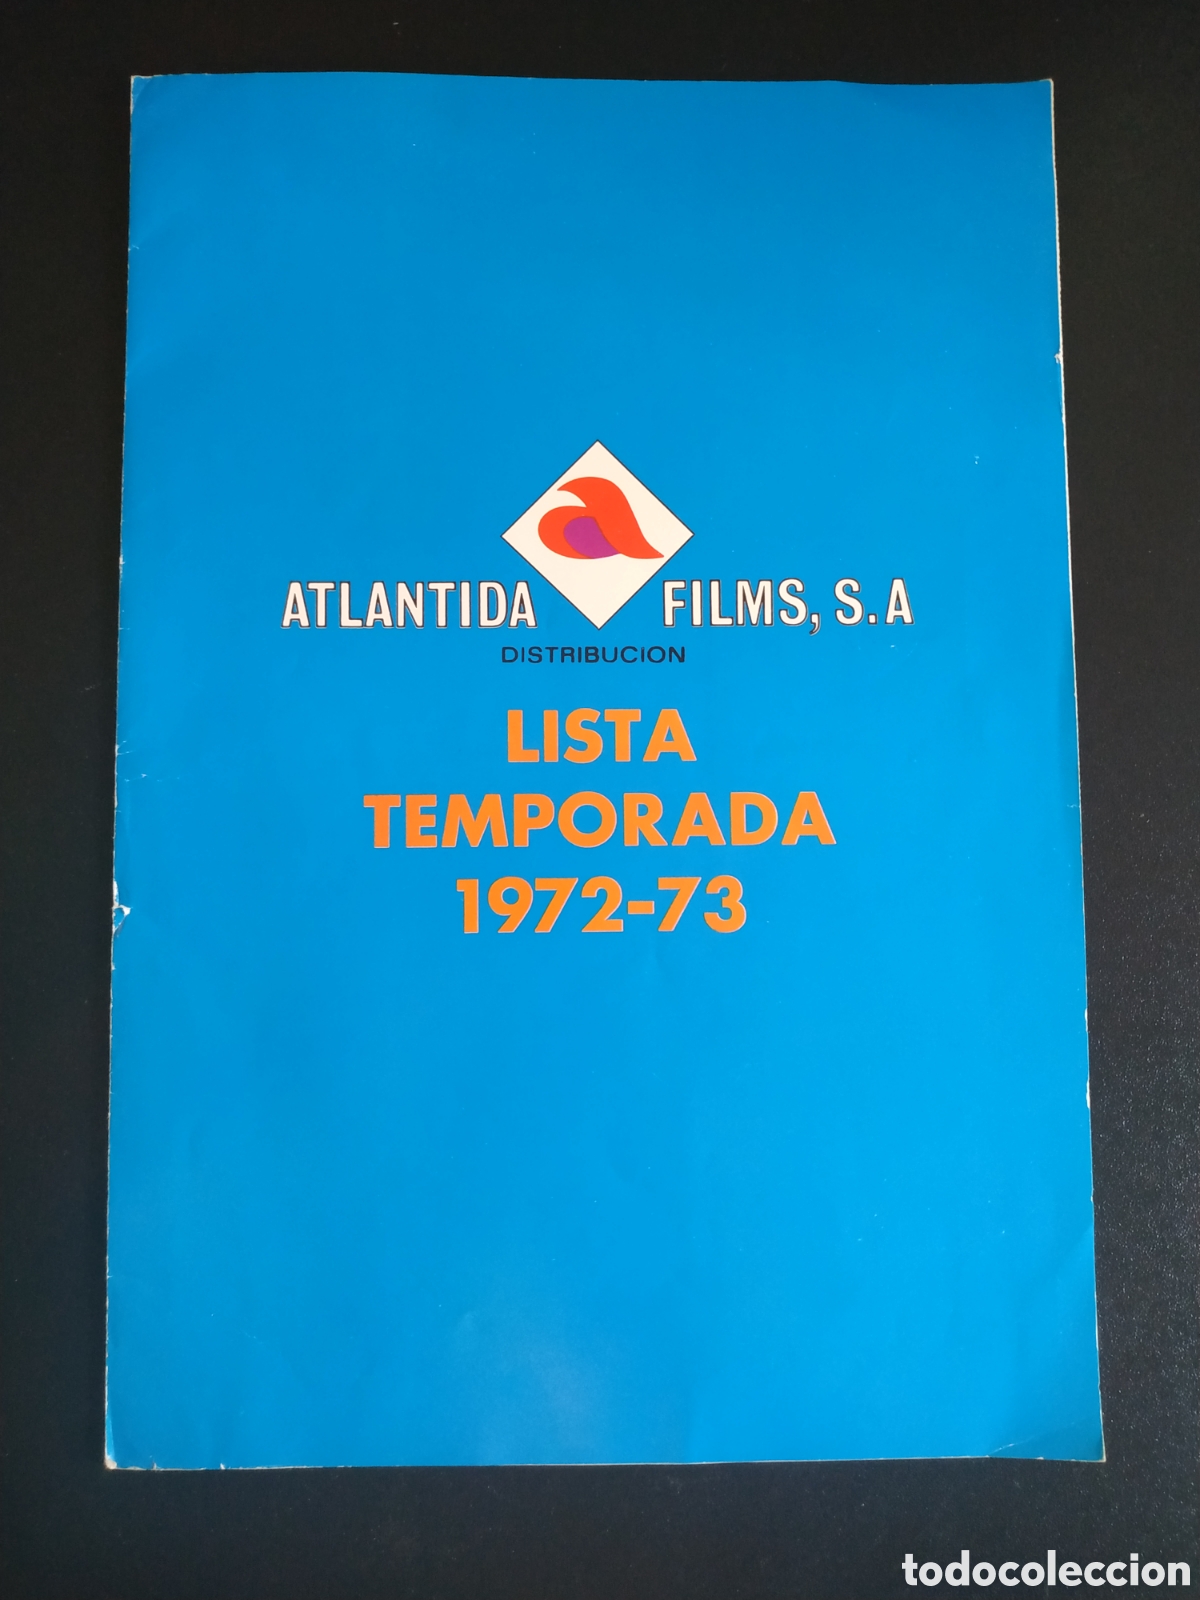 ATLANTIDA FILMS, S.A
DISTRIBUCION
LISTA
TEMPORADA
1972-73
todocoleccion